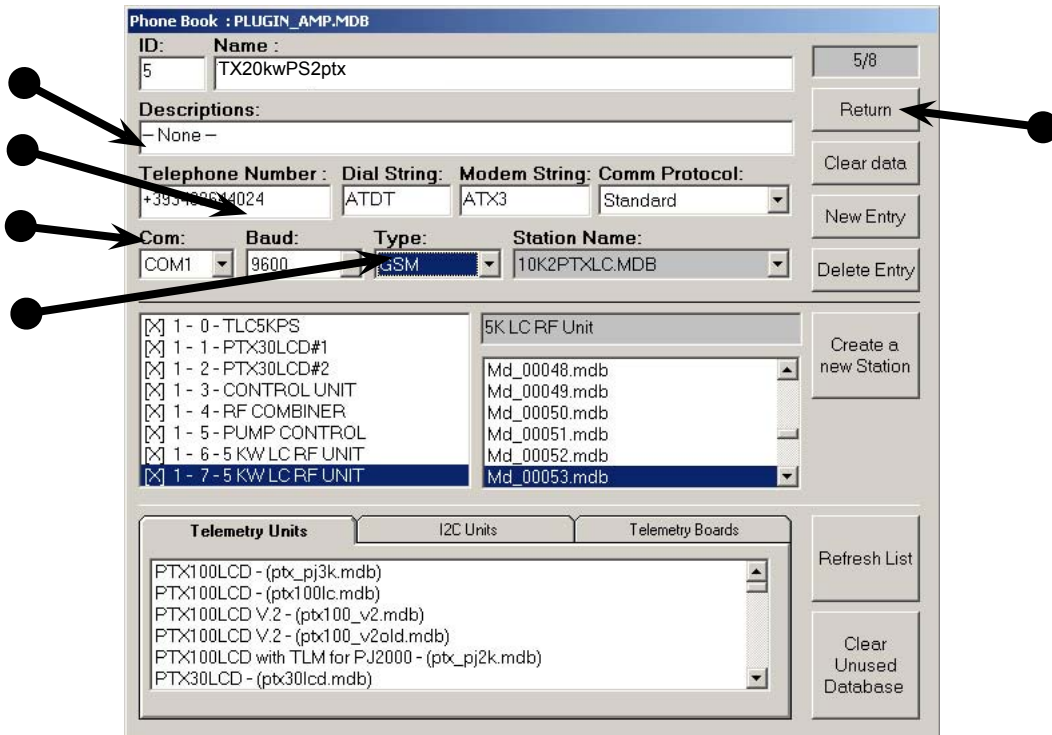 Phone Book : PLUGIN_AMP.MDB
ID: Name :
5 TX20kwPS2ptx
5/8
Descriptions:
– None –
Return
Telephone Number : Dial String: Modem String: Comm Protocol:
ATDT ATX3 Standard
Clear data
Com: Baud: Type: Station Name:
COM1 9600 GSM 10K2PTXLC.MDB
New Entry
Delete Entry
[X] 1 - 0 - TLC5KPS
[X] 1 - 1 - PTX30LCD#1
[X] 1 - 2 - PTX30LCD#2
[X] 1 - 3 - CONTROL UNIT
[X] 1 - 4 - RF COMBINER
[X] 1 - 5 - PUMP CONTROL
[X] 1 - 6 - 5 KW LC RF UNIT
[X] 1 - 7 - 5 KW LC RF UNIT
5K LC RF Unit
Md_00048.mdb
Md_00049.mdb
Md_00050.mdb
Md_00051.mdb
Md_00052.mdb
Md_00053.mdb
Create a
new Station
Telemetry Units I2C Units Telemetry Boards
PTX100LCD - (ptx_pj3k.mdb)
PTX100LCD - (ptx100lc.mdb)
PTX100LCD V.2 - (ptx100_v2.mdb)
PTX100LCD V.2 - (ptx100_v2old.mdb)
PTX100LCD with TLM for PJ2000 - (ptx_pj2k.mdb)
PTX30LCD - (ptx30lcd.mdb)
Refresh List
Clear
Unused
Database